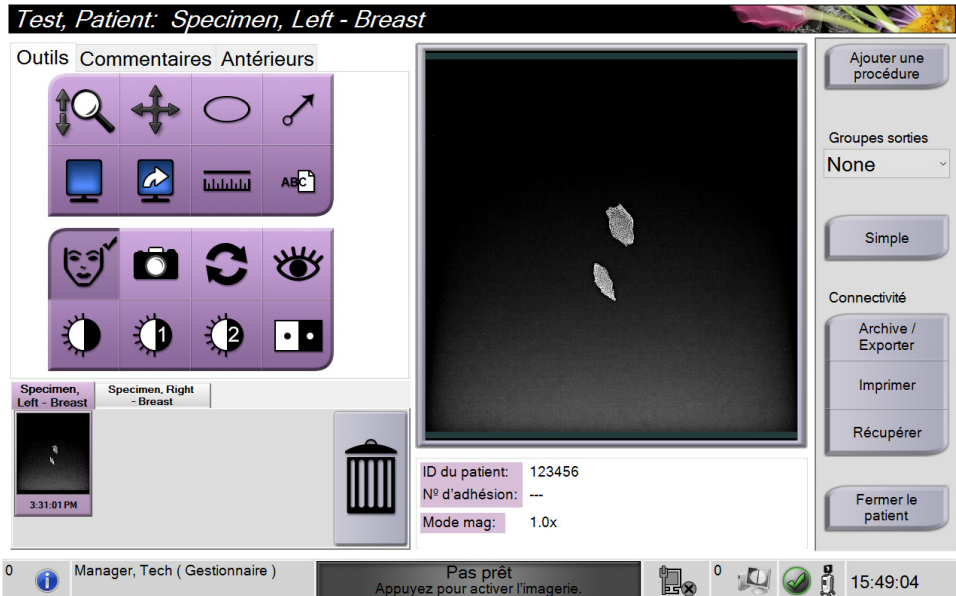 Test, Patient: Specimen, Left - Breast
Outils Commentaires Antérieurs
ABC
1
2
Specimen,
Left - Breast
Specimen, Right
- Breast
3:31:01 PM
ID du patient: 123456
Nº d'adhésion: ---
Mode mag: 1.0x
Ajouter une
procédure
Groupes sorties
None
Simple
Connectivité
Archive /
Exporter
Imprimer
Récupérer
Fermer le
patient
0
Manager, Tech ( Gestionnaire )
Pas prêt
Appuyez pour activer l'imagerie.
0
15:49:04